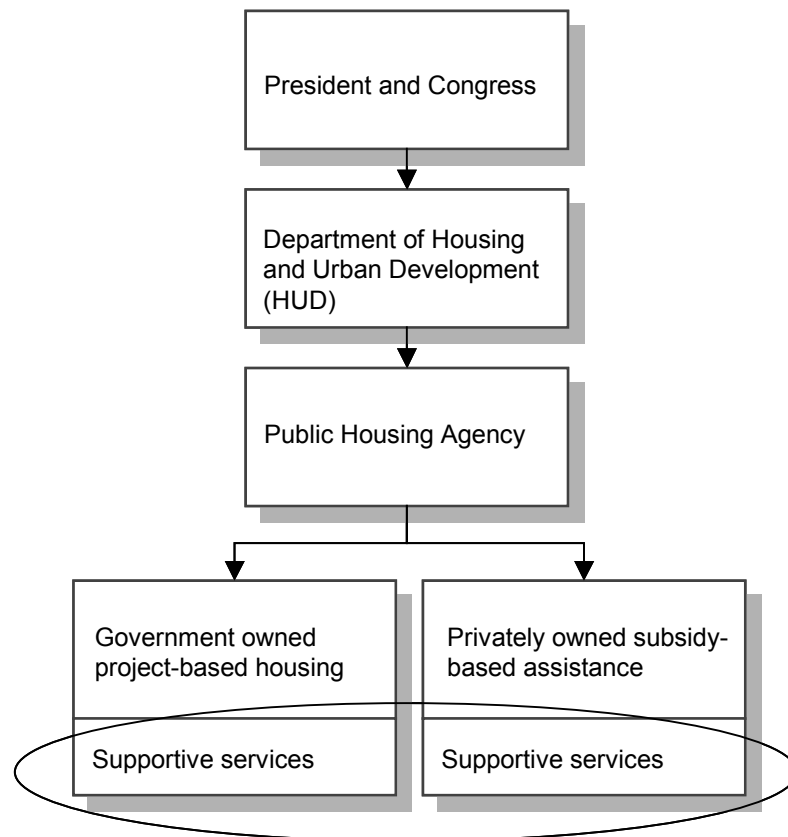 President and Congress
Department of Housing
and Urban Development
(HUD)
Public Housing Agency
Government owned
project-based housing
Supportive services
Privately owned subsidy-
based assistance
Supportive services